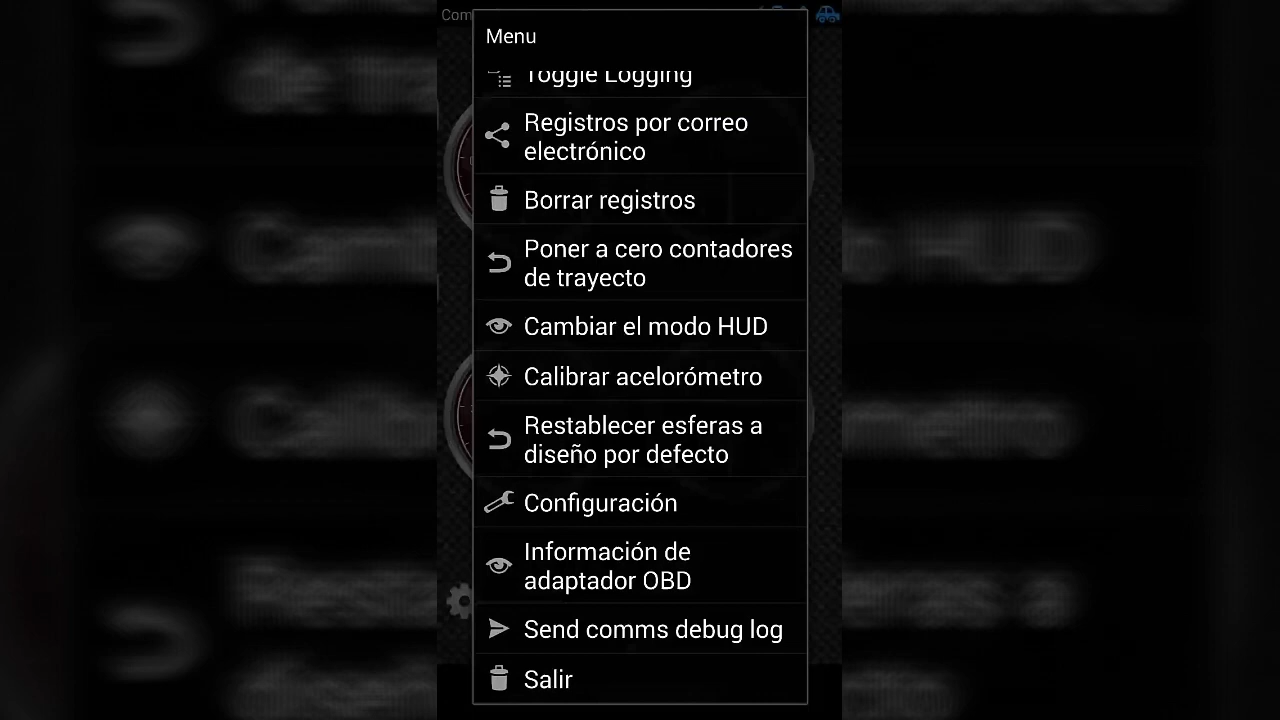 Com
Menu
Toggle Logging
Registros por correo
electrónico
Borrar registros
Poner a cero contadores
de trayecto
Cambiar el modo HUD
Calibrar acelorómetro
Restablecer esferas a
diseño por defecto
Configuración
Información de
adaptador OBD
Send comms debug log
Salir